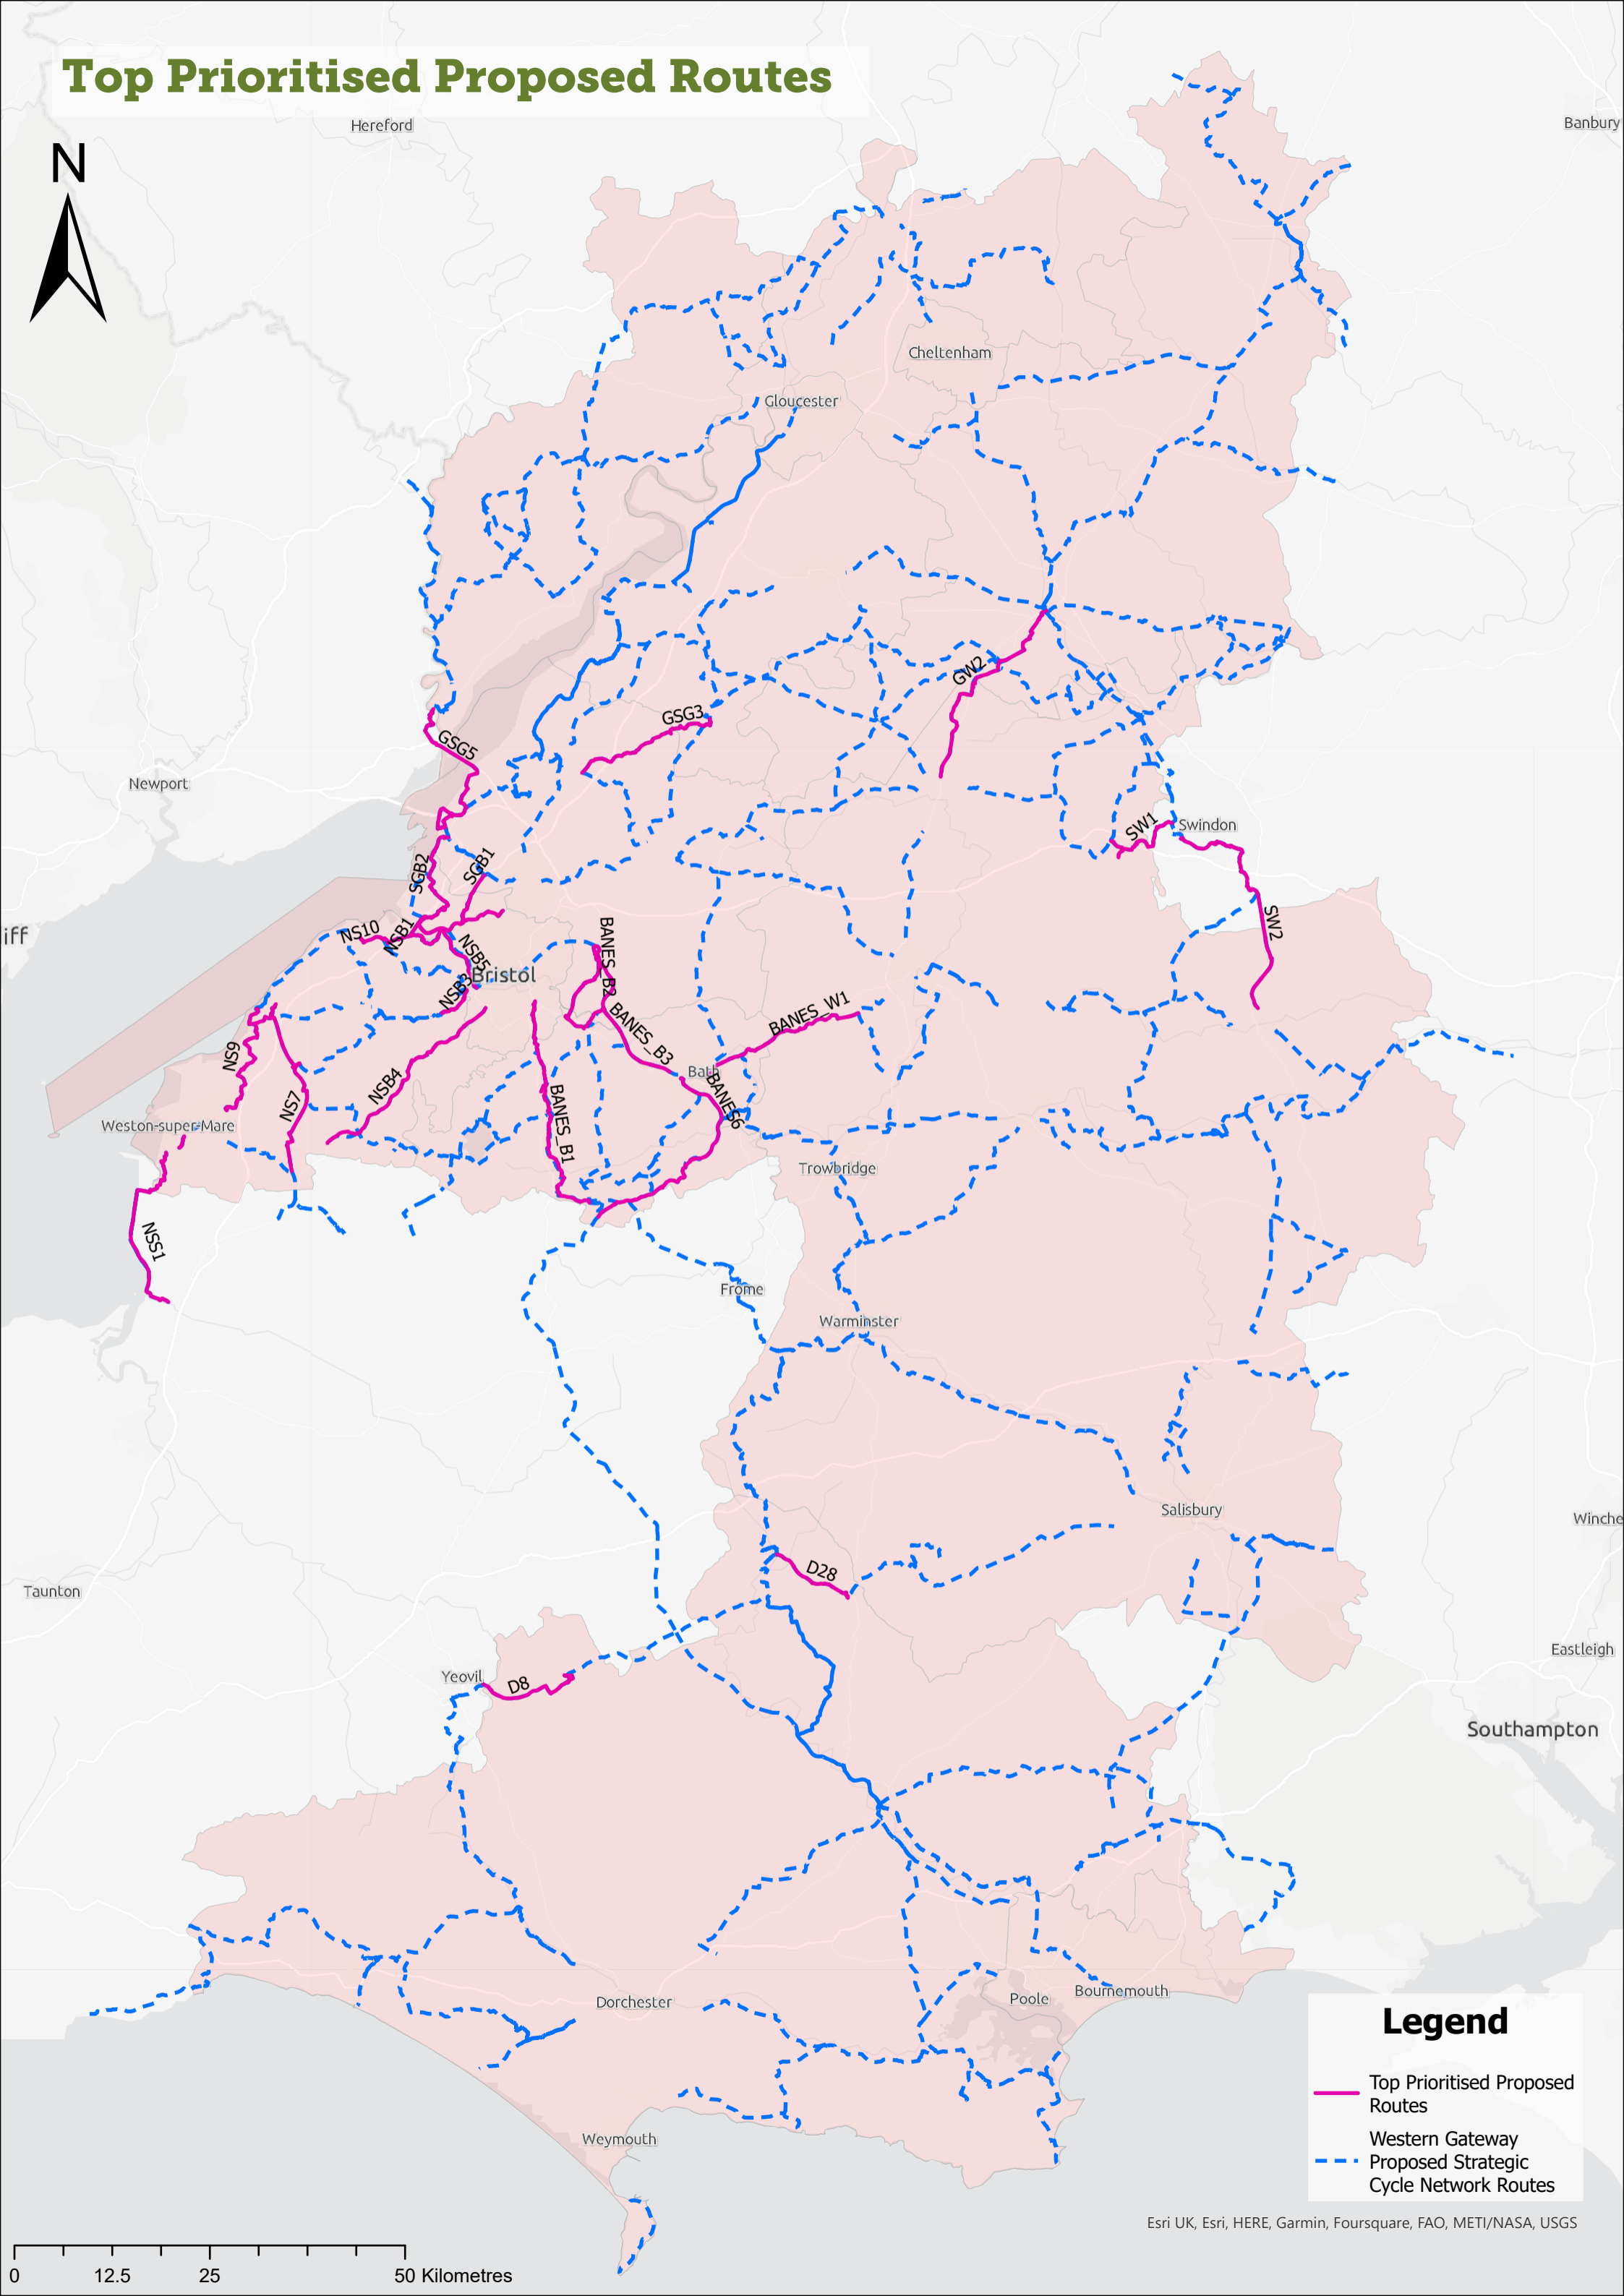 Top Prioritised Proposed Routes
Hereford
Banbury
N
Cheltenham
Gloucester
GW2
GSG3
GSG5
Newport
SW1
Swindon
SGB2
SGB1
SW2
iff
NS10
NSB1
NSB5
Bristol
BANES_B2
NSB3
BANES_W1
BANES_B3
NS9
NSB4
Bath
NS7
BANES6
BANES_B1
Weston-super-Mare
Trowbridge
NSS1
Frome
Warminster
Salisbury
Winche
D28
Taunton
Eastleigh
Yeovil
D8
Southampton
Dorchester
Poole
Bournemouth
Weymouth
Legend
Top Prioritised Proposed
Routes
Western Gateway
Proposed Strategic
Cycle Network Routes
Esri UK, Esri, HERE, Garmin, Foursquare, FAO, METI/NASA, USGS
0 12.5 25 50 Kilometres